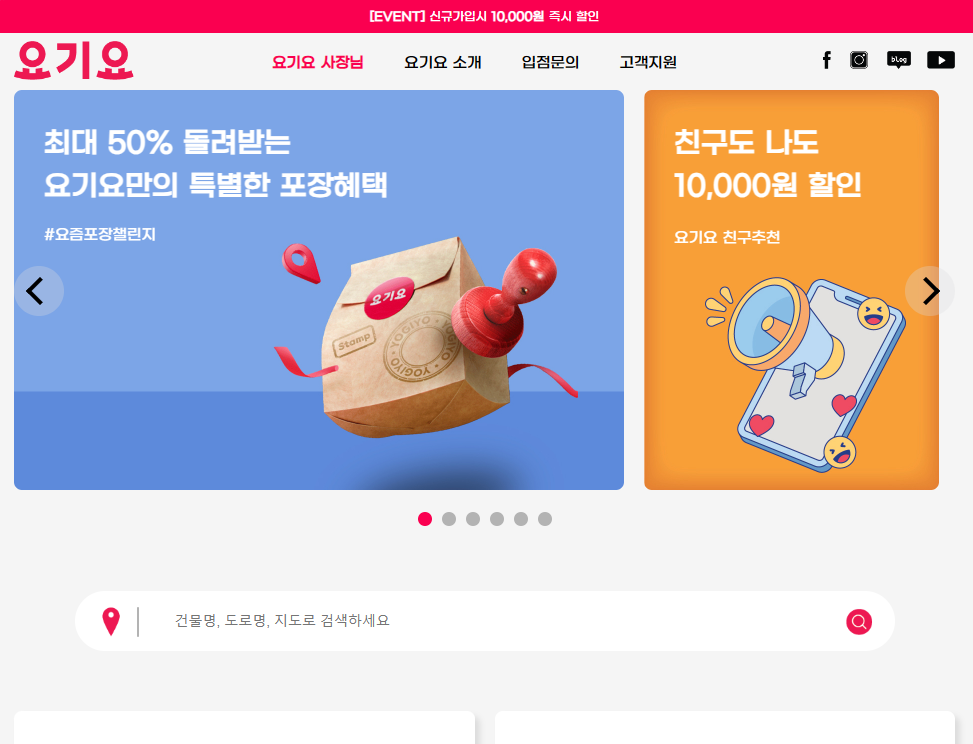 [EVENT] 신규가입시 10,000원 즉시 할인
요기요
요기요 사장님
요기요 소개
입점문의
고객지원
blog
최대 50% 돌려받는
요기요만의 특별한 포장혜택
#요즘포장챌린지
요기요
Stamp
YOGIYO • YOGIYO • YOGIYO
친구도 나도
10,000원 할인
요기요 친구추천
건물명, 도로명, 지도로 검색하세요